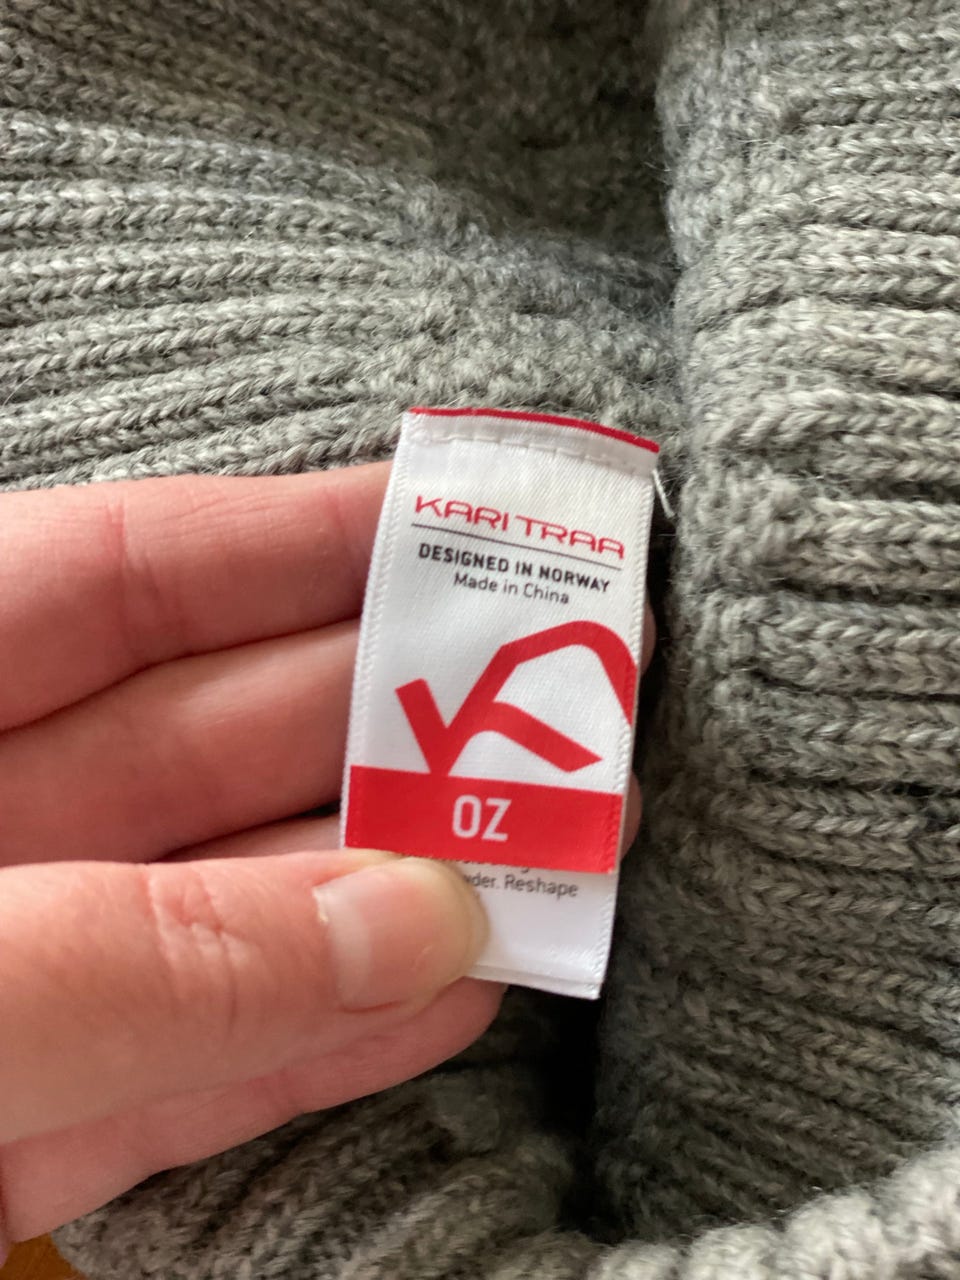 KARI TRAA
DESIGNED IN NORWAY
Made in China
OZ
Reshape